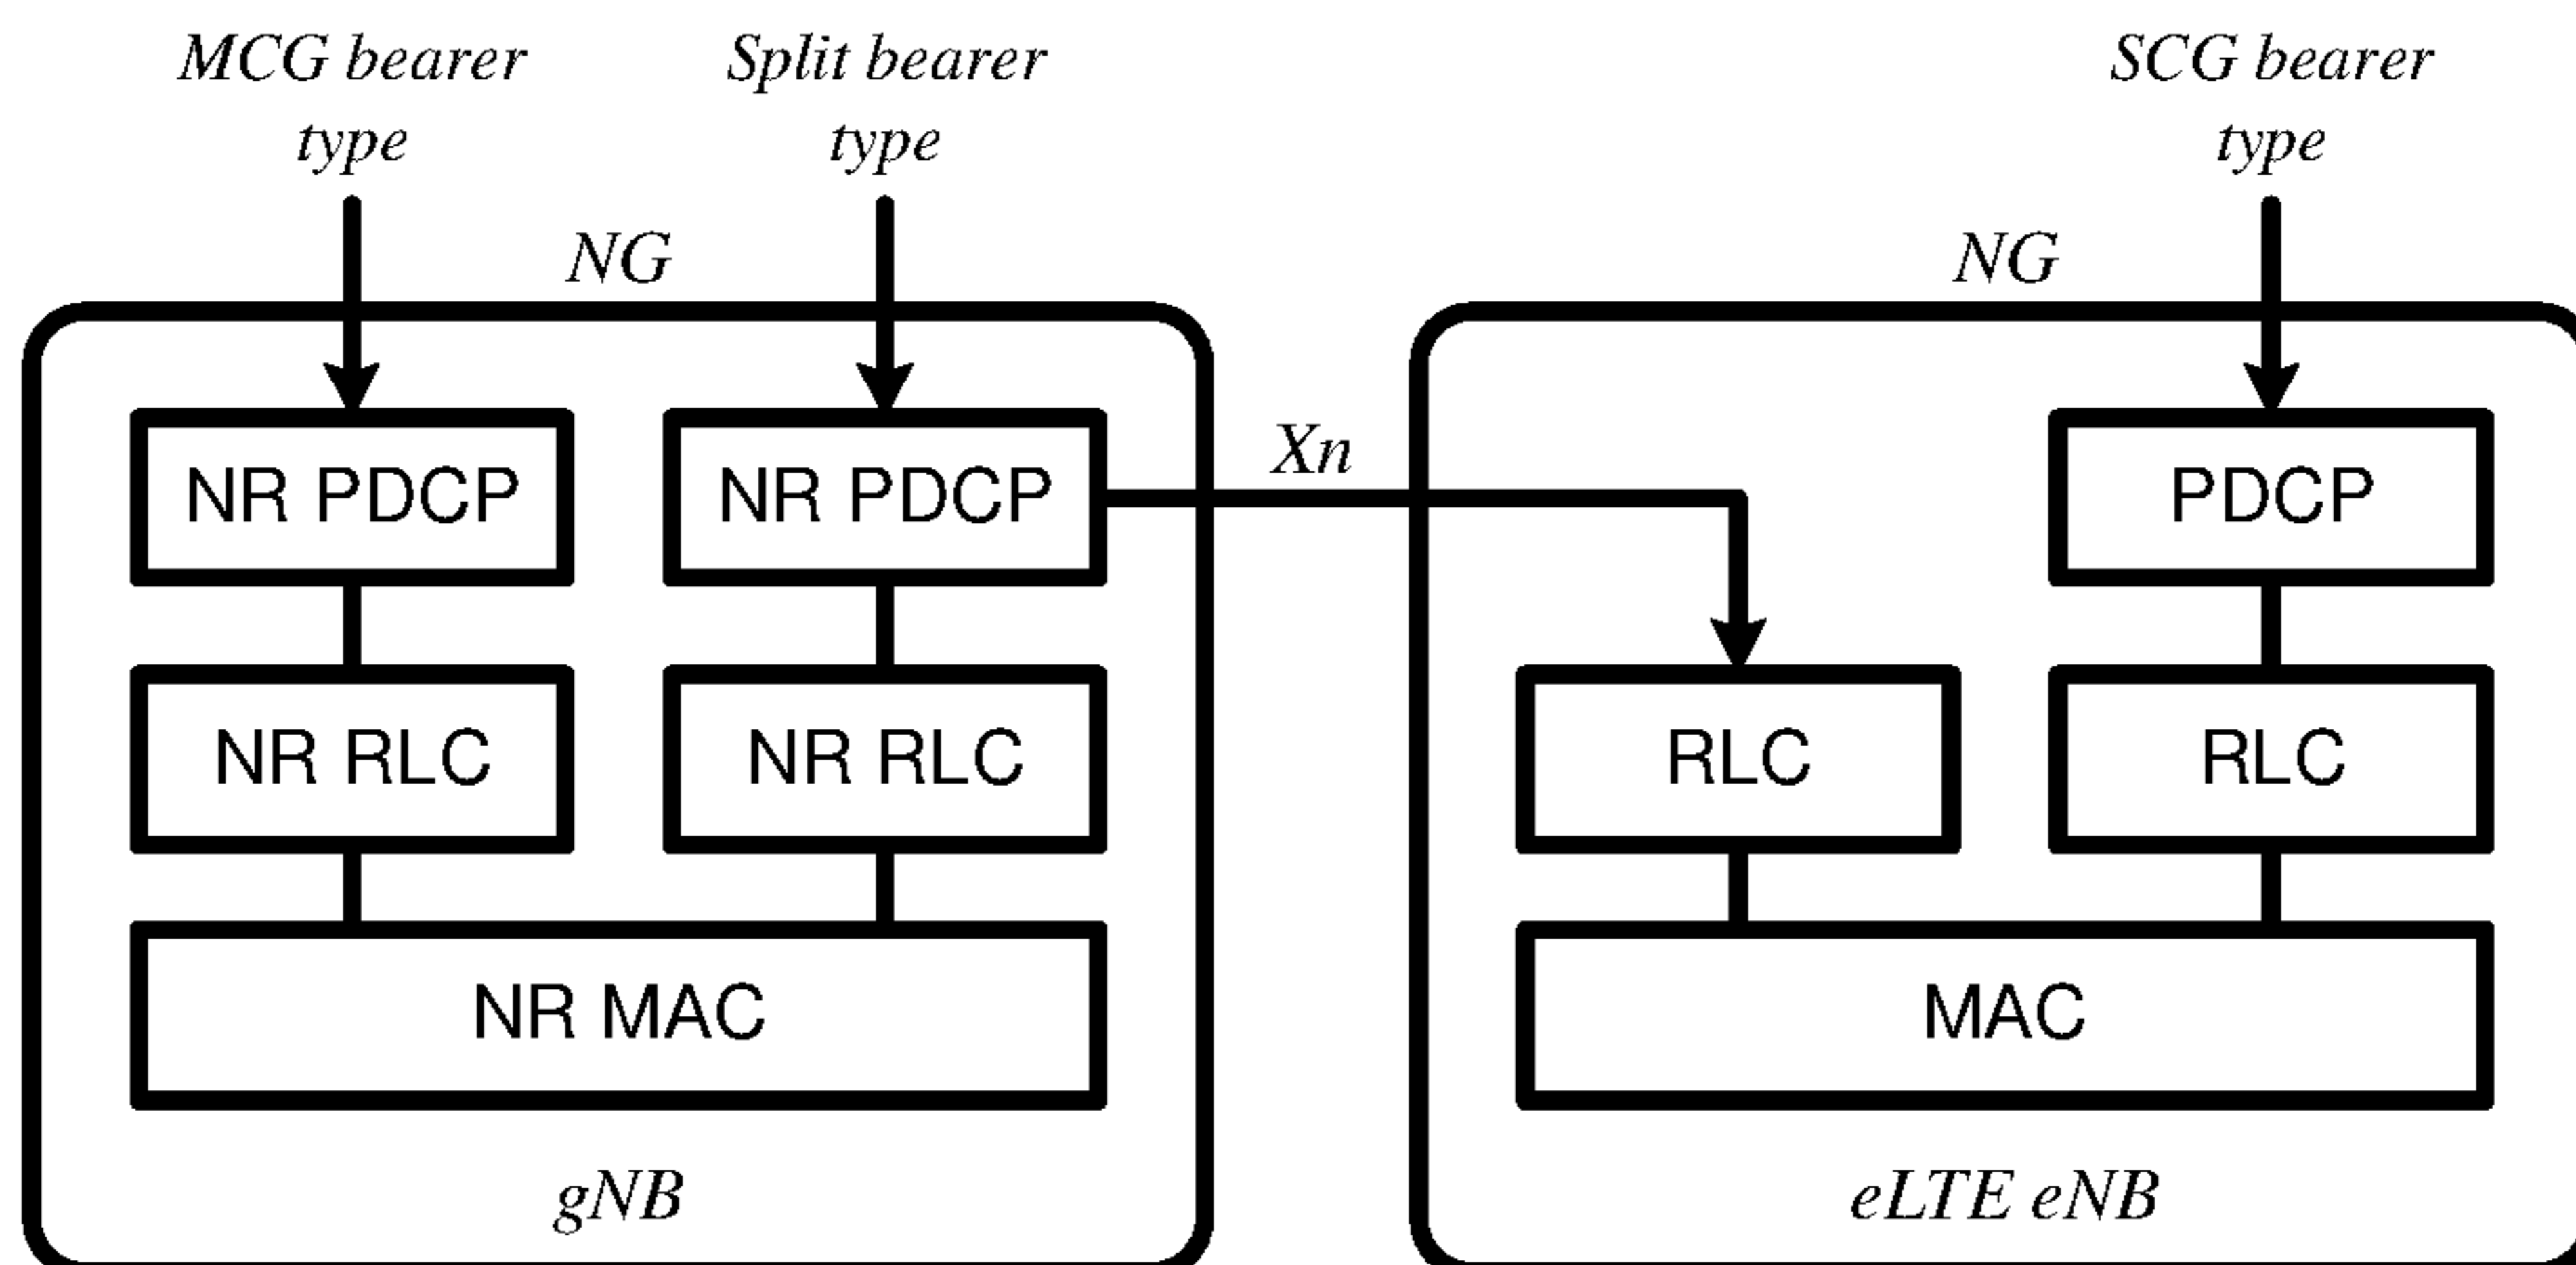 MCG bearer
type
Split bearer
type
SCG bearer
type
NG
NG
Xn
NR PDCP
NR PDCP
PDCP
NR RLC
NR RLC
RLC
RLC
NR MAC
MAC
gNB
eLTE eNB